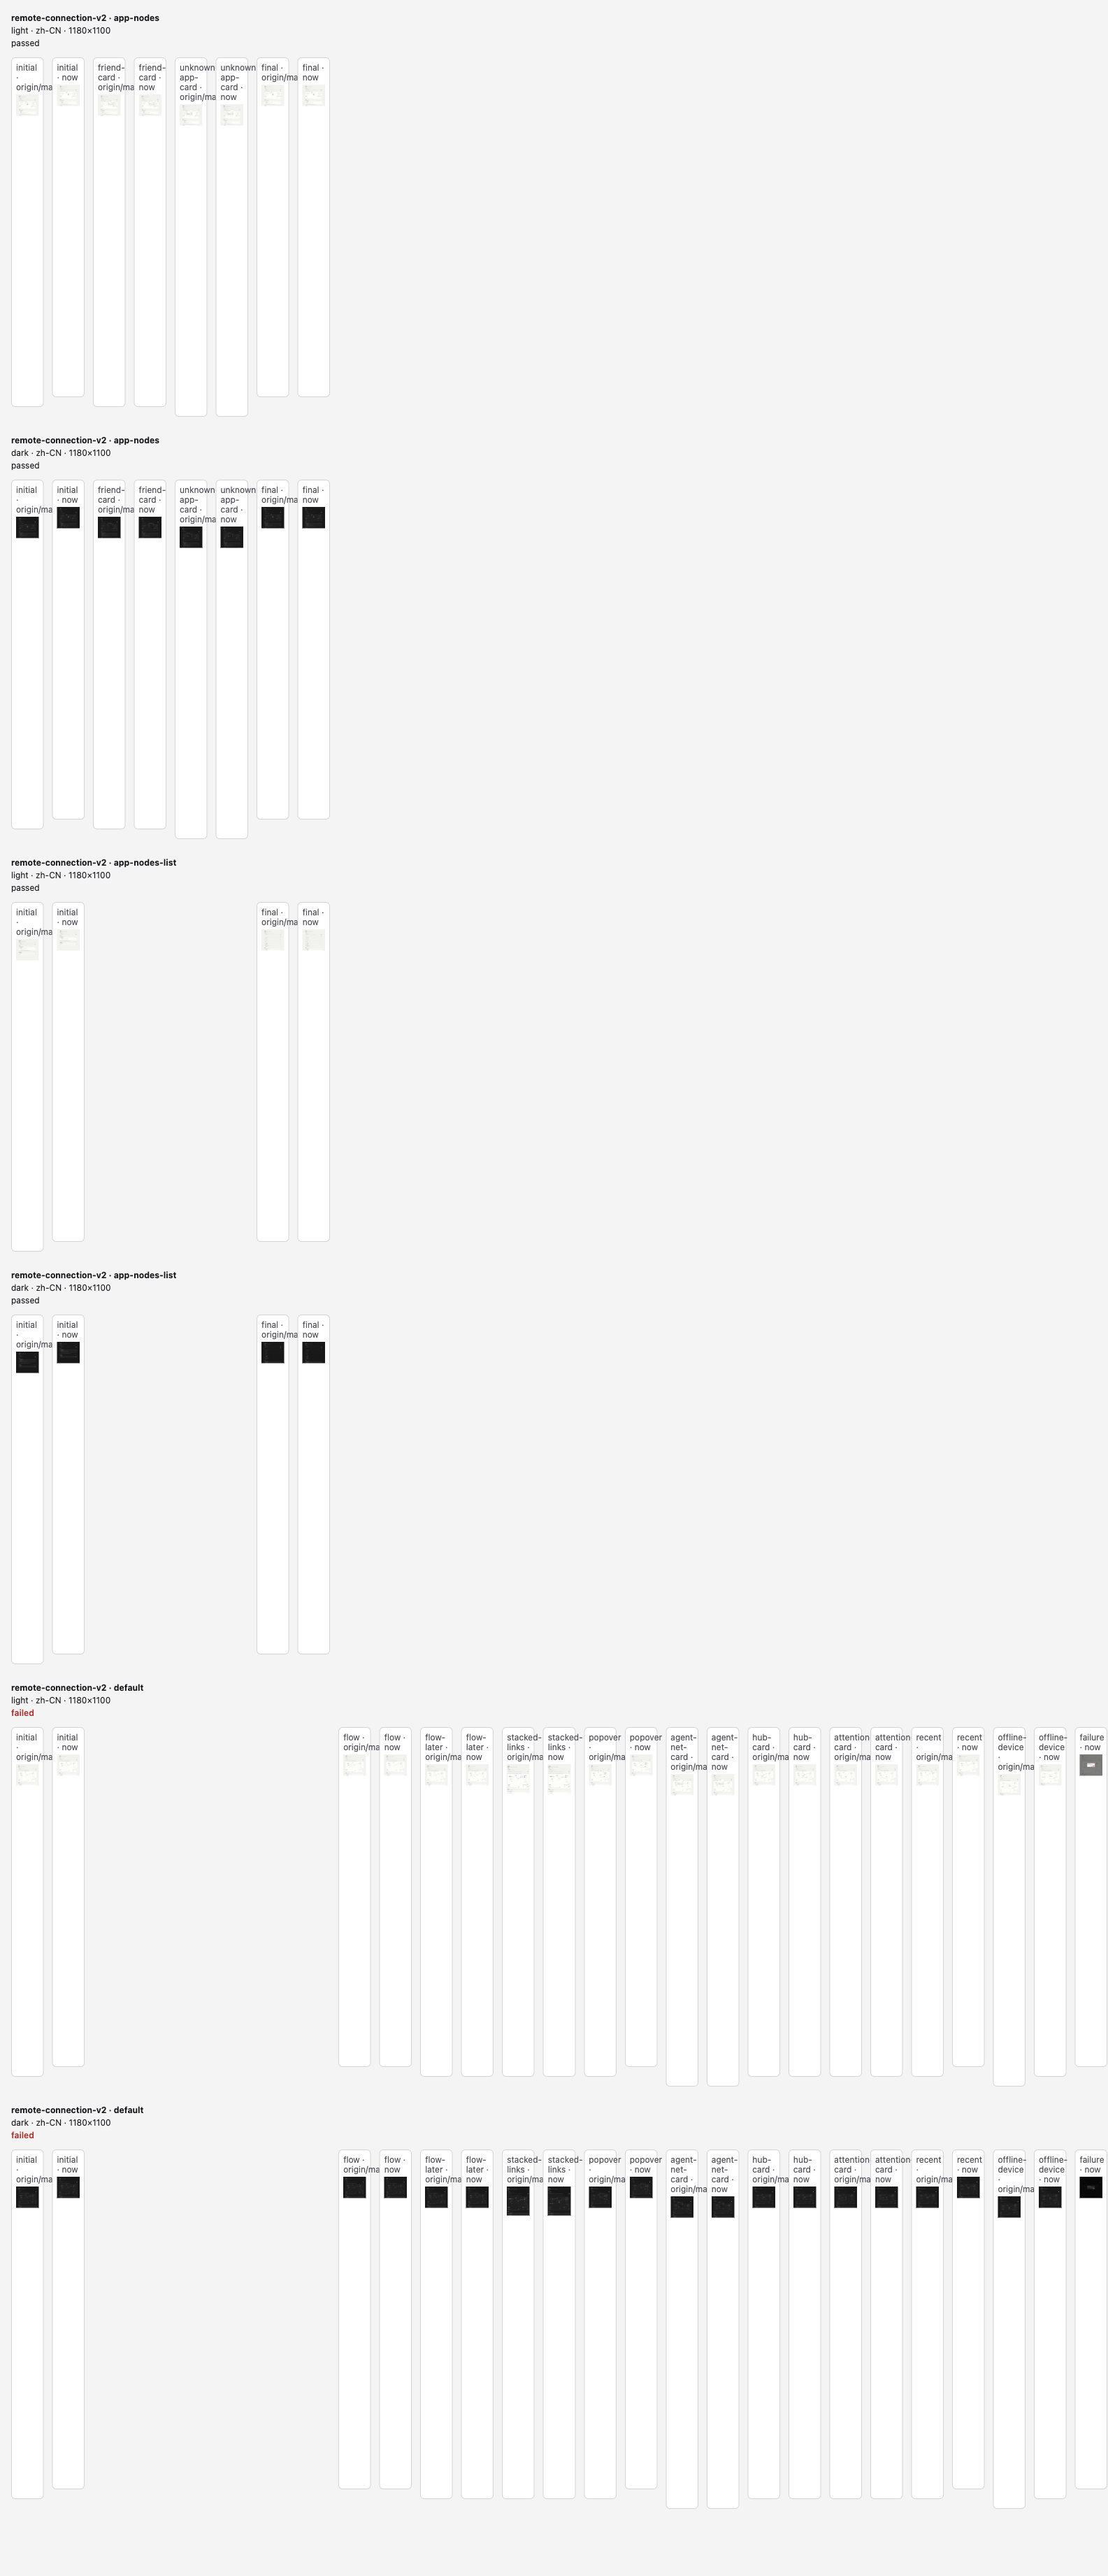 remote-connection-v2 · app-nodes
light · zh-CN · 1180×1100
passed
initial
·
origin/ma
initial
· now
friend-
card ·
origin/ma
friend-
card ·
now
unknown
app-
card ·
origin/ma
unknown
app-
card ·
now
final ·
origin/ma
final ·
now
remote-connection-v2 · app-nodes
dark · zh-CN · 1180×1100
passed
initial
·
origin/ma
initial
· now
friend-
card ·
origin/ma
friend-
card ·
now
unknown
app-
card ·
origin/ma
unknown
app-
card ·
now
final ·
origin/ma
final ·
now
remote-connection-v2 · app-nodes-list
light · zh-CN · 1180×1100
passed
initial
·
origin/ma
initial
· now
final ·
origin/ma
final ·
now
remote-connection-v2 · app-nodes-list
dark · zh-CN · 1180×1100
passed
initial
·
origin/ma
initial
· now
final ·
origin/ma
final ·
now
remote-connection-v2 · default
light · zh-CN · 1180×1100
failed
initial
·
origin/ma
initial
· now
flow ·
origin/ma
flow ·
now
flow-
later ·
origin/ma
flow-
later ·
now
stacked-
links ·
origin/ma
stacked-
links ·
now
popover
·
origin/ma
popover
· now
agent-
net-
card ·
origin/ma
agent-
net-
card ·
now
hub-
card ·
origin/ma
hub-
card ·
now
attention
card ·
origin/ma
attention
card ·
now
recent
·
origin/ma
recent
· now
offline-
device
·
origin/ma
offline-
device
· now
failure
· now
remote-connection-v2 · default
dark · zh-CN · 1180×1100
failed
initial
·
origin/ma
initial
· now
flow ·
origin/ma
flow ·
now
flow-
later ·
origin/ma
flow-
later ·
now
stacked-
links ·
origin/ma
stacked-
links ·
now
popover
·
origin/ma
popover
· now
agent-
net-
card ·
origin/ma
agent-
net-
card ·
now
hub-
card ·
origin/ma
hub-
card ·
now
attention
card ·
origin/ma
attention
card ·
now
recent
·
origin/ma
recent
· now
offline-
device
·
origin/ma
offline-
device
· now
failure
· now